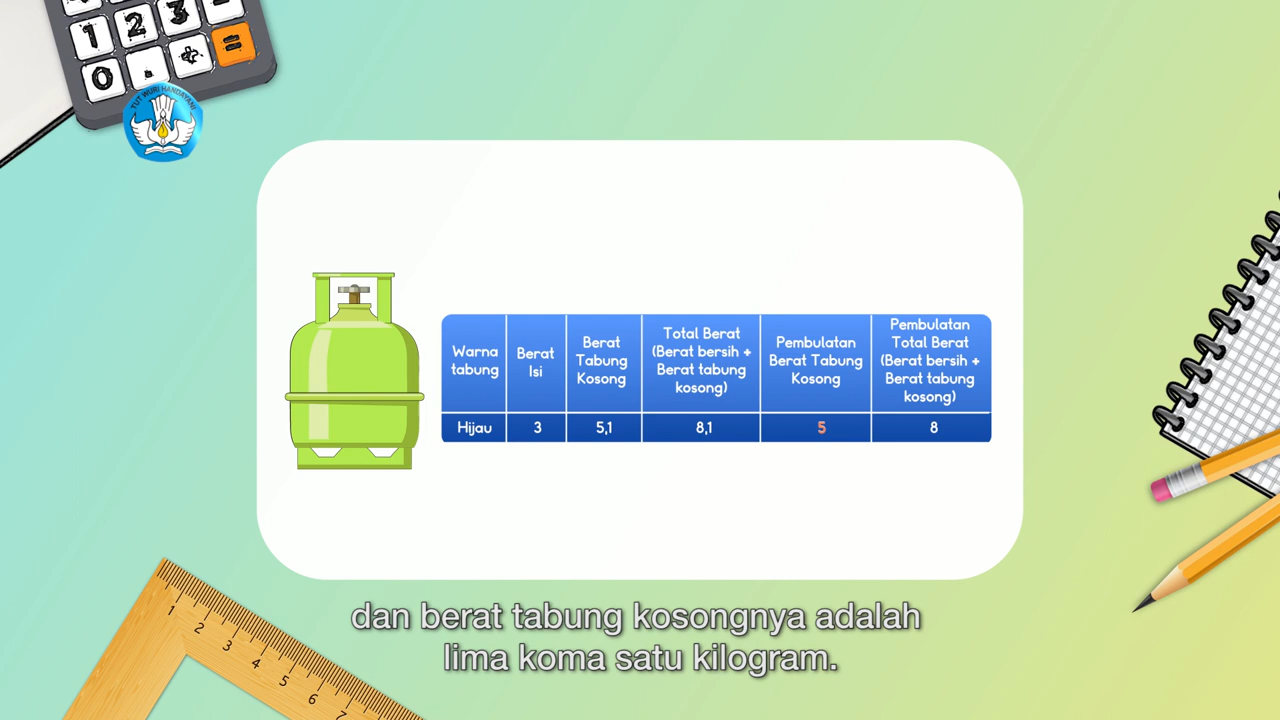 1 2 3 -
0 . ÷ =
TUT WURI HANDAYANI
Warna
tabung
Berat
Isi
Berat
Tabung
Kosong
Total Berat
(Berat bersih +
Berat tabung
kosong)
Pembulatan
Berat Tabung
Kosong
Pembulatan
Total Berat
(Berat bersih +
Berat tabung
kosong)
Hijau 3 5,1 8,1 5 8
1 2 3 4 5 6 7
dan berat tabung kosongnya adalah
lima koma satu kilogram.